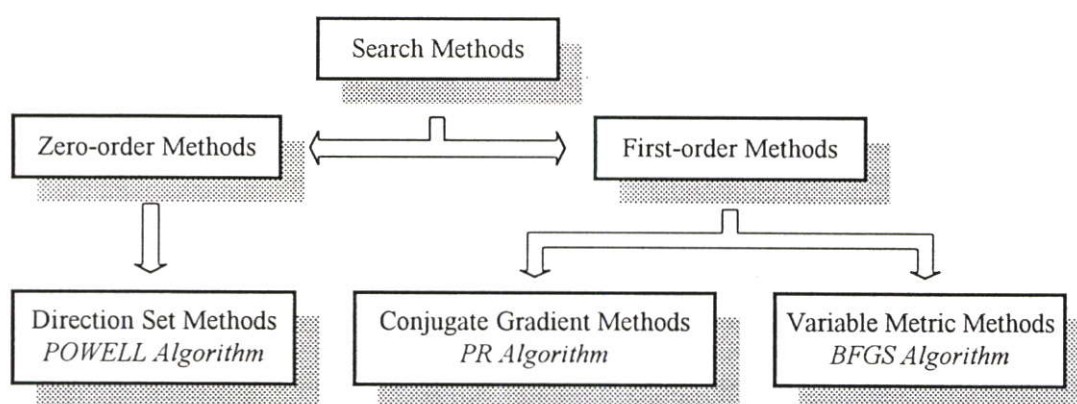 Search Methods
Zero-order Methods
First-order Methods
Direction Set Methods
POWELL Algorithm
Conjugate Gradient Methods
PR Algorithm
Variable Metric Methods
BFGS Algorithm